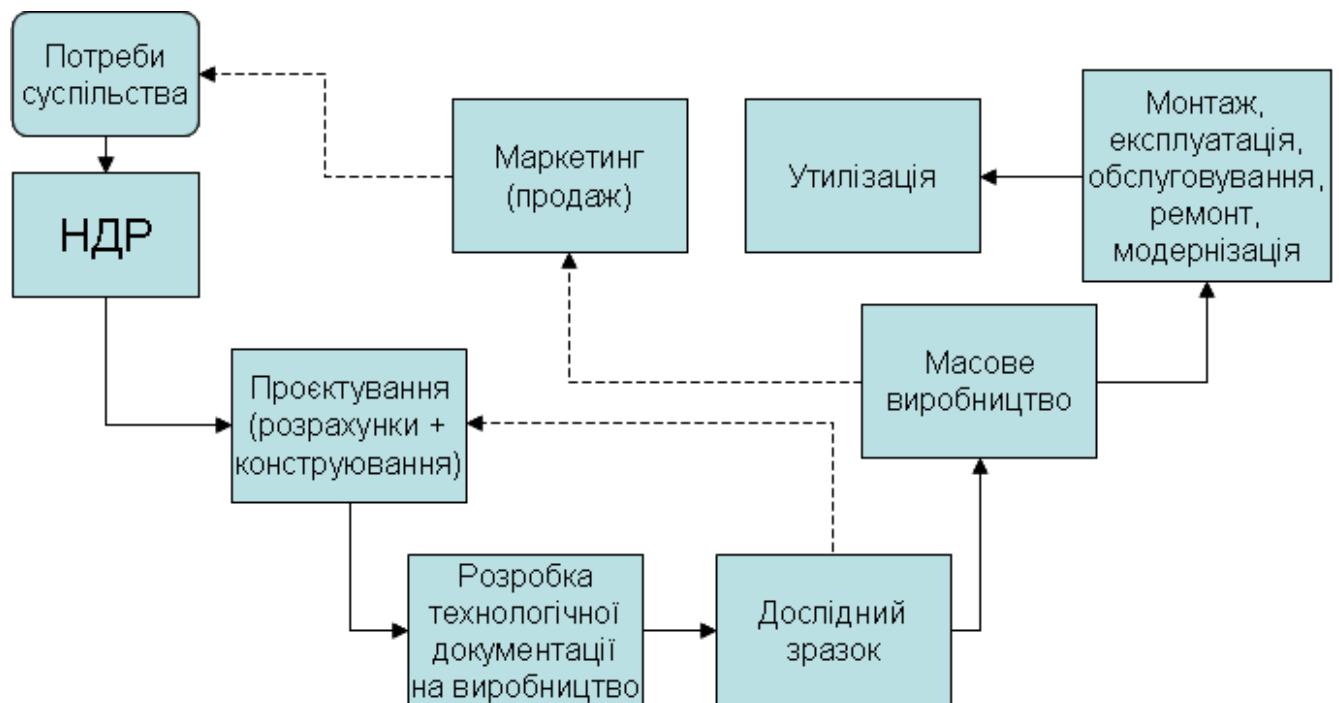 Потреби
суспільства
НДР
Маркетинг
(продаж)
Утилізація
Монтаж,
експлуатація,
обслуговування,
ремонт,
модернізація
Проєктування
(розрахунки +
конструювання)
Масове
виробництво
Розробка
технологічної
документації
на виробництво
Дослідний
зразок